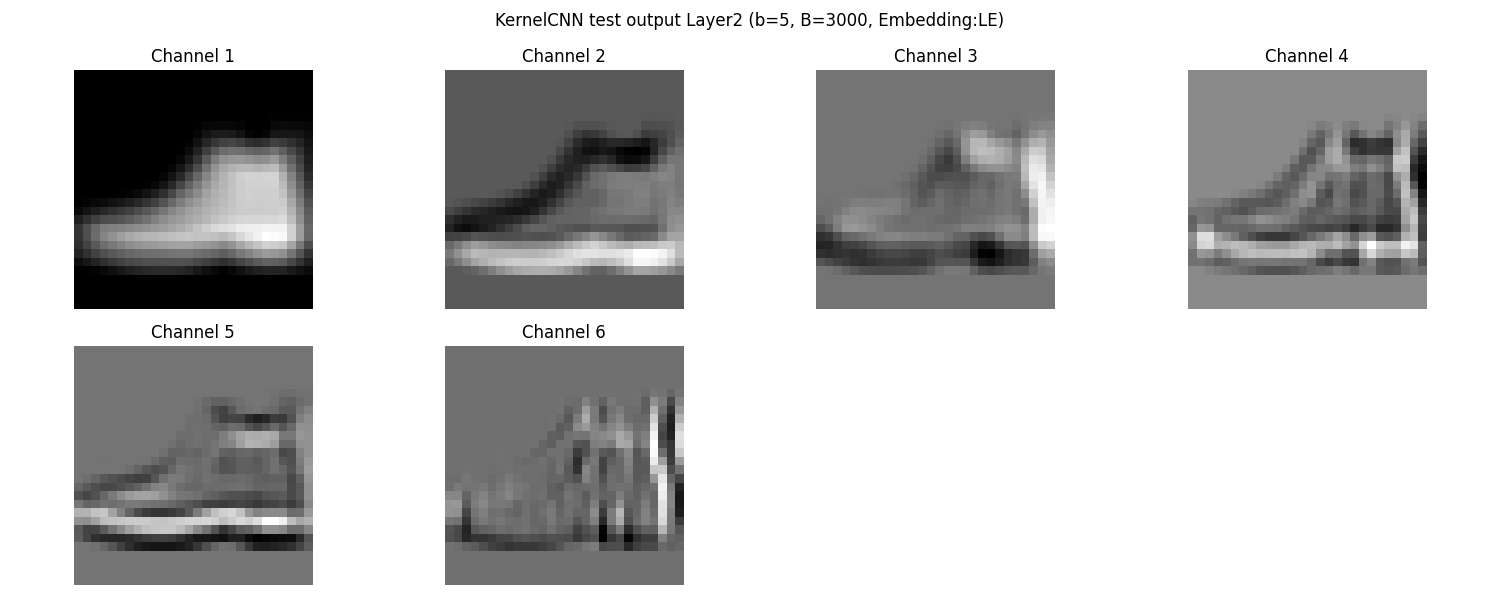 KernelCNN test output Layer2 (b=5, B=3000, Embedding:LE)
Channel 1
Channel 2
Channel 3
Channel 4
Channel 5
Channel 6